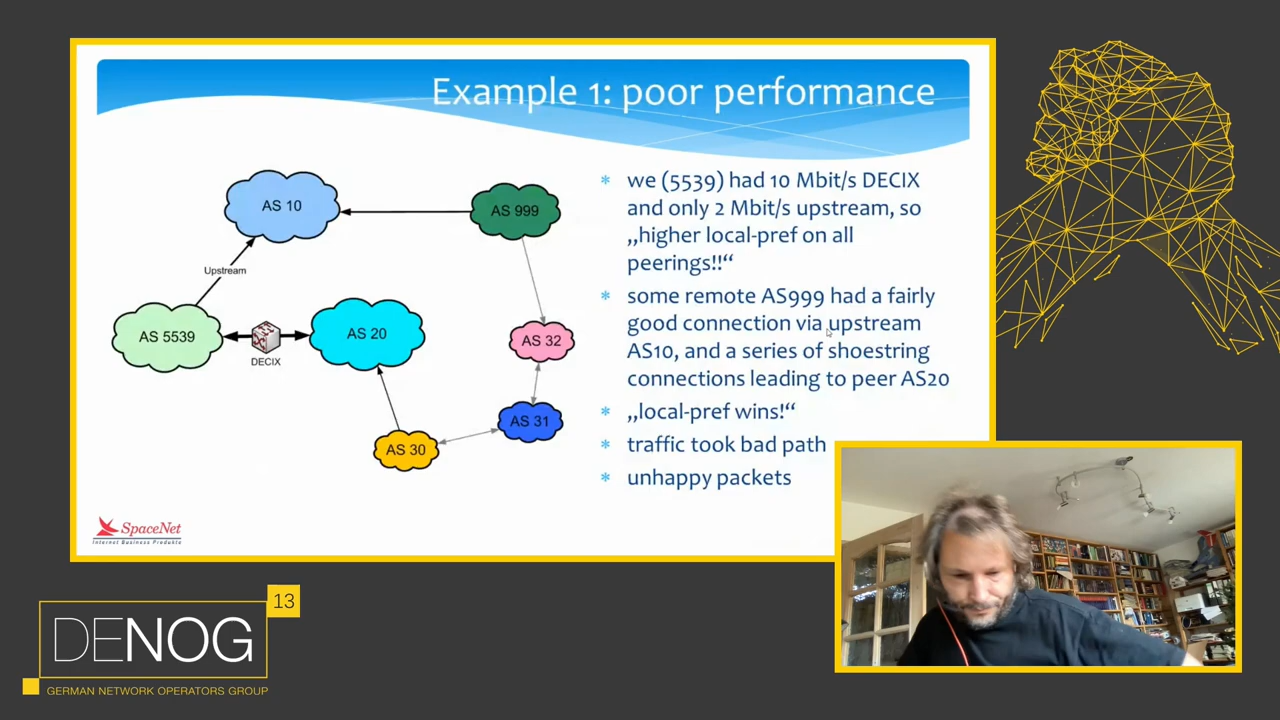 Example 1: poor performance
AS 10
AS 999
Upstream
AS 5539
DECIX
AS 20
AS 32
AS 31
AS 30
* we (5539) had 10 Mbit/s DECIX
and only 2 Mbit/s upstream, so
„higher local-pref on all
peerings!!“
* some remote AS999 had a fairly
good connection via upstream
AS10, and a series of shoestring
connections leading to peer AS20
* „local-pref wins!“
* traffic took bad path
* unhappy packets
SpaceNet
Internet Business Produkte
13
DENOG
GERMAN NETWORK OPERATORS GROUP